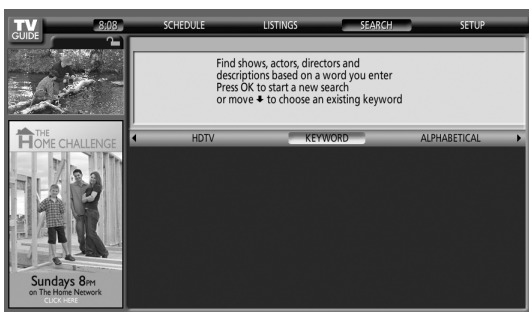 TV
GUIDE
8:08
SCHEDULE LISTINGS SEARCH SETUP
Find shows, actors, directors and
descriptions based on a word you enter
Press OK to start a new search
or move ⬇ to choose an existing keyword
HDTV KEYWORD ALPHABETICAL
THE
HOME CHALLENGE
Sundays 8PM
on The Home Network
CLICK HERE